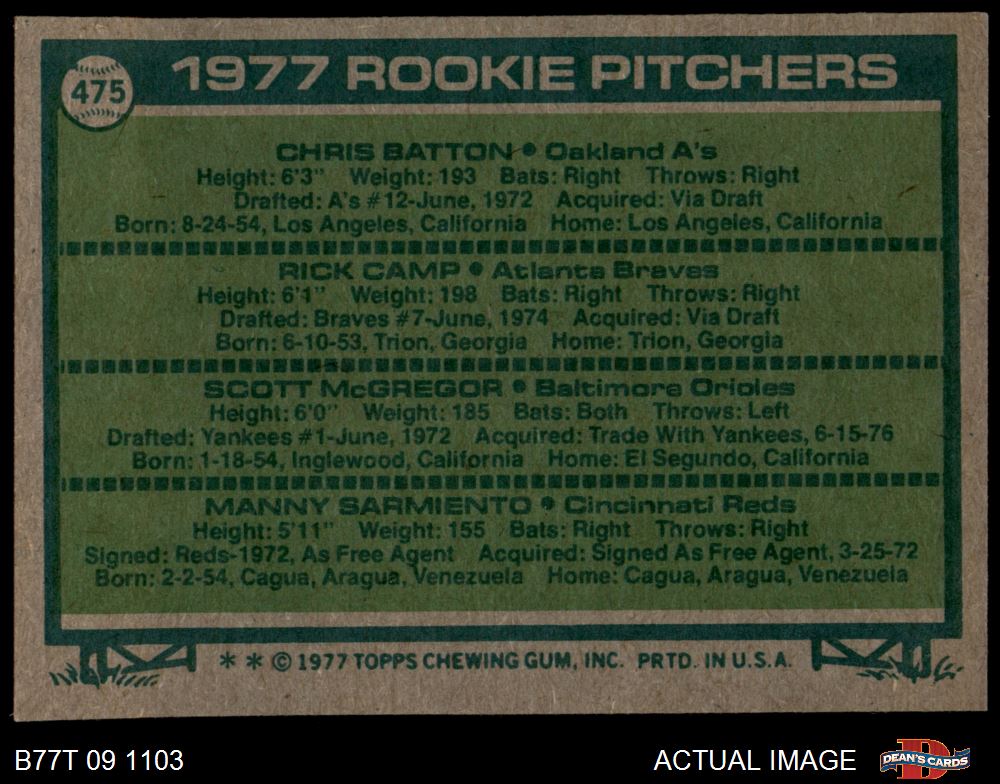 475
1977 ROOKIE PITCHERS
CHRIS BATTON • Oakland A's
Height: 6'3" Weight: 193 Bats: Right Throws: Right
Drafted: A's #12-June, 1972 Acquired: Via Draft
Born: 8-24-54, Los Angeles, California Home: Los Angeles, California
RICK CAMP • Atlanta Braves
Height: 6'1" Weight: 198 Bats: Right Throws: Right
Drafted: Braves #7-June, 1974 Acquired: Via Draft
Born: 6-10-53, Trion, Georgia Home: Trion, Georgia
SCOTT McGREGOR • Baltimore Orioles
Height: 6'0" Weight: 185 Bats: Both Throws: Left
Drafted: Yankees #1-June, 1972 Acquired: Trade With Yankees, 6-15-76
Born: 1-18-54, Inglewood, California Home: El Segundo, California
MANNY SARMIENTO • Cincinnati Reds
Height: 5'11" Weight: 155 Bats: Right Throws: Right
Signed: Reds-1972, As Free Agent Acquired: Signed As Free Agent, 3-25-72
Born: 2-2-54, Cagua, Aragua, Venezuela Home: Cagua, Aragua, Venezuela
* * © 1977 TOPPS CHEWING GUM, INC. PRTD. IN U.S.A.
B77T 09 1103
ACTUAL IMAGE
D
DEAN'S CARDS